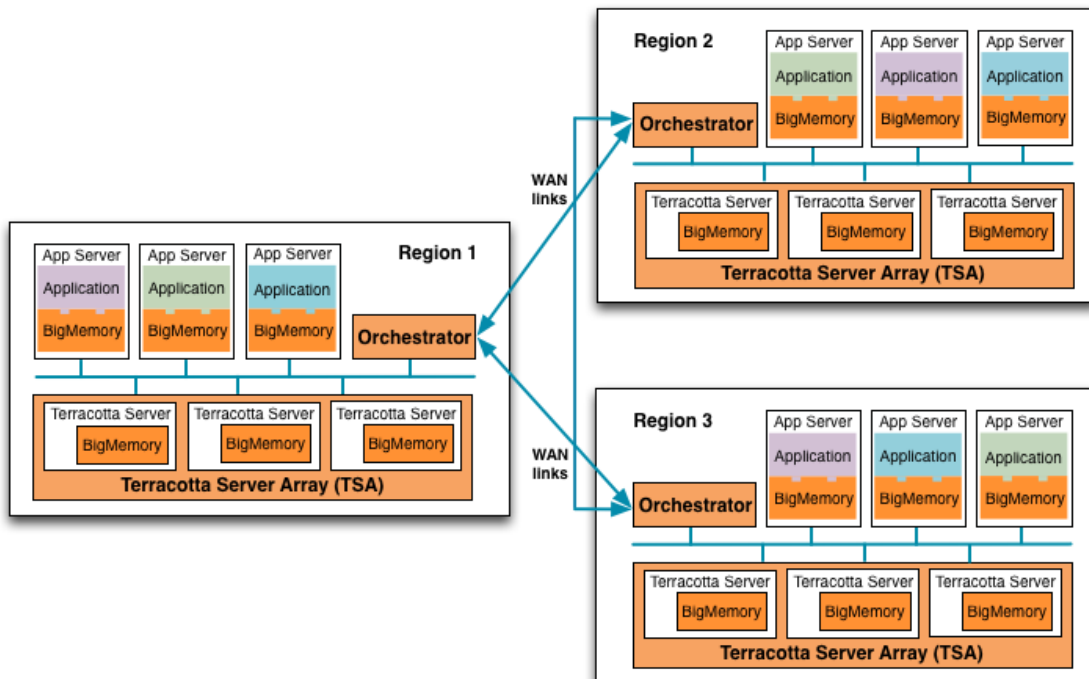 Region 2
App Server App Server App Server
Application Application Application
BigMemory BigMemory BigMemory
Orchestrator
Terracotta Server Terracotta Server Terracotta Server
BigMemory BigMemory BigMemory
Terracotta Server Array (TSA)
WAN
links
Region 1
App Server App Server App Server
Application Application Application
BigMemory BigMemory BigMemory
Orchestrator
Terracotta Server Terracotta Server Terracotta Server
BigMemory BigMemory BigMemory
Terracotta Server Array (TSA)
WAN
links
Region 3
App Server App Server App Server
Application Application Application
BigMemory BigMemory BigMemory
Orchestrator
Terracotta Server Terracotta Server Terracotta Server
BigMemory BigMemory BigMemory
Terracotta Server Array (TSA)